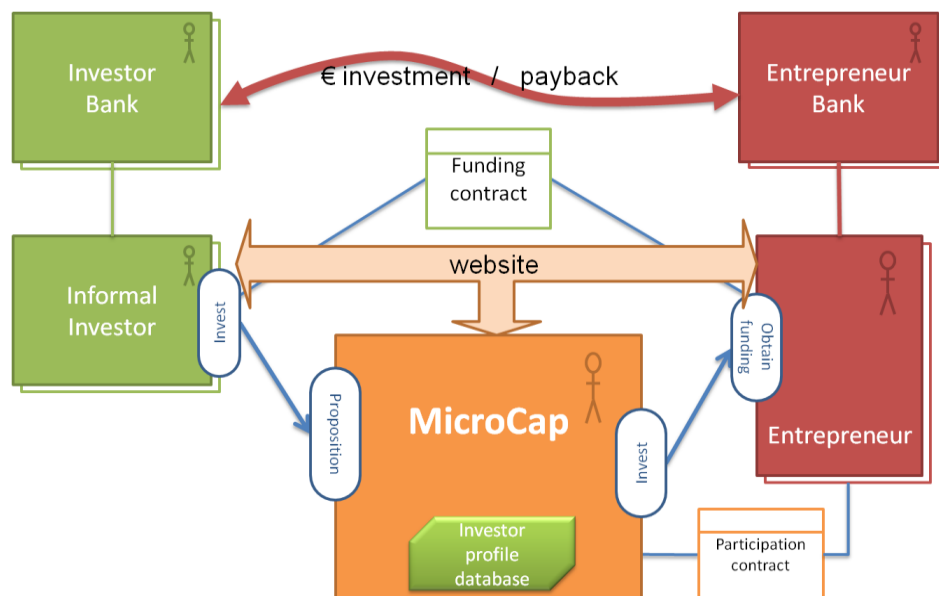 Investor
Bank
€ investment / payback
Entrepreneur
Bank
Funding
contract
website
Informal
Investor
Invest
Obtain
funding
Proposition
MicroCap
Invest
Entrepreneur
Investor
profile
database
Participation
contract